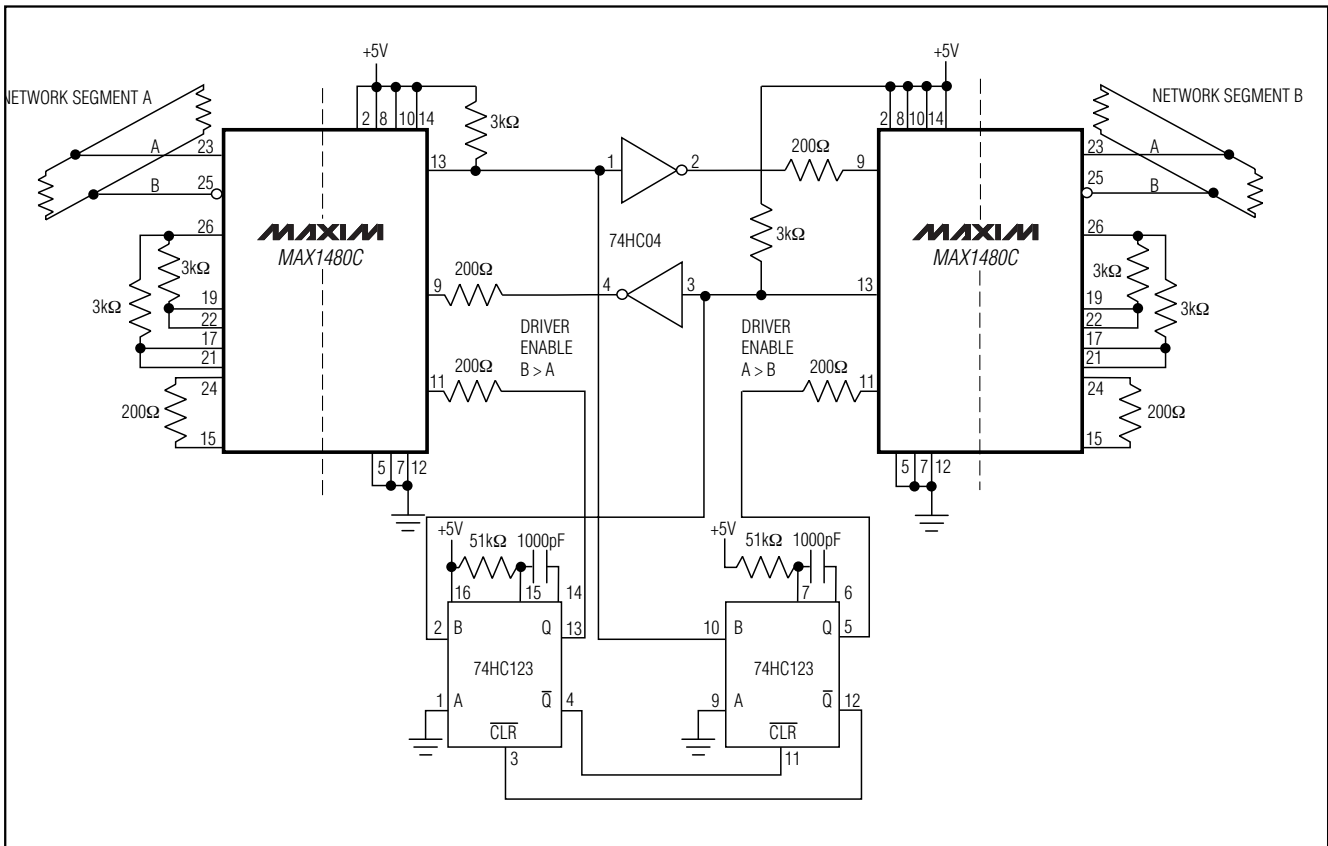 +5V
+5V
NETWORK SEGMENT A
NETWORK SEGMENT B
2 8 10 14
3kΩ
2 8 10 14
A 23
13
1 2
200Ω
9
23 A
B 25
25 B
26
MAXIM
MAX1480C
74HC04
3kΩ
MAXIM
MAX1480C
26
3kΩ
3kΩ
19
22
17
21
9
200Ω
4 3
13
3kΩ
3kΩ
19
22
17
21
DRIVER
ENABLE
B > A
DRIVER
ENABLE
A > B
11
200Ω
200Ω
11
24
200Ω
15
24
200Ω
15
5 7 12
5 7 12
+5V
51kΩ
1000pF
+5V
51kΩ
1000pF
16 15 14
7 6
2 B Q 13
10 B Q 5
74HC123
74HC123
1 A Q̅ 4
9 A Q̅ 12
C̅L̅R̅
C̅L̅R̅
3
11